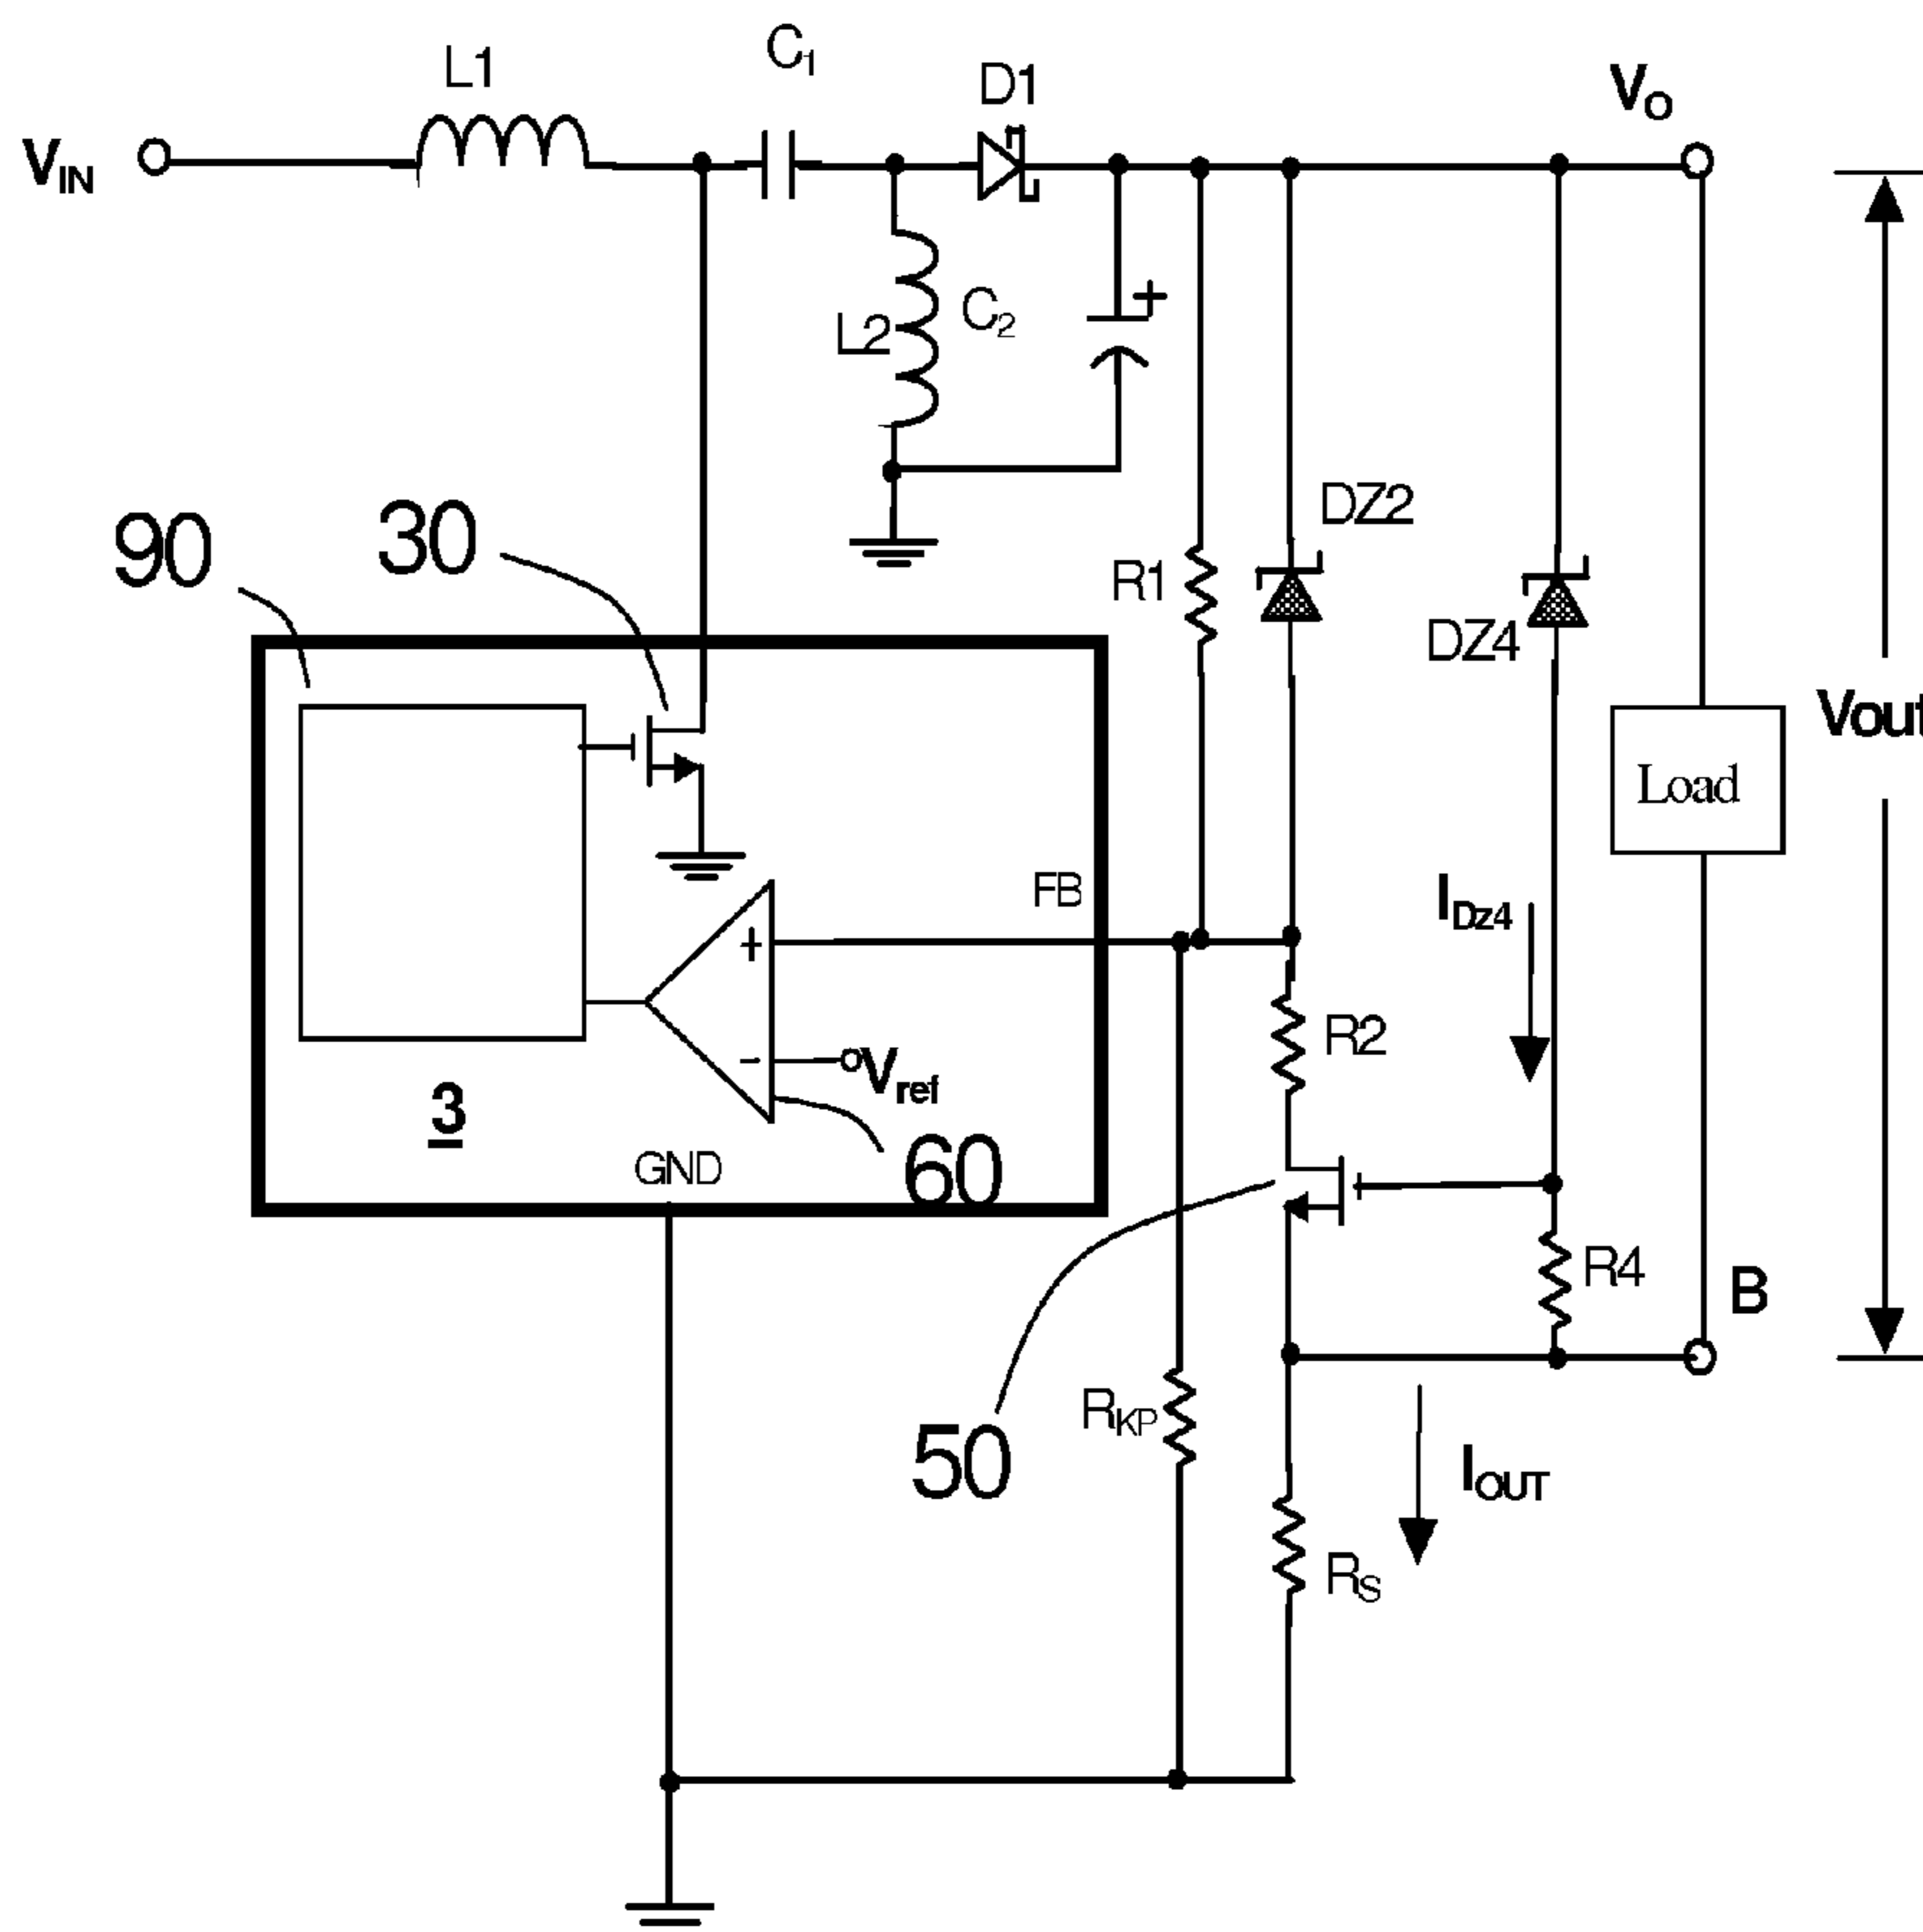 L1
C1
D1
VO
VIN
L2
C2
+
90
30
DZ2
R1
DZ4
Vout
Load
FB
IDz4
+
R2
-
Vref
3
60
GND
R4
B
RKP
50
IOUT
RS